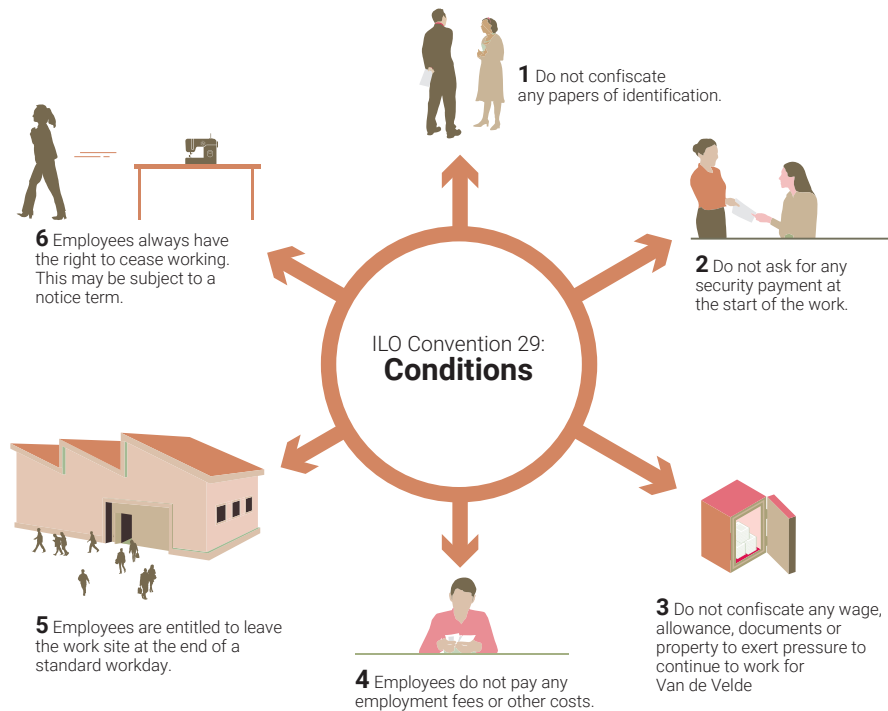 ILO Convention 29:
Conditions
1 Do not confiscate
any papers of identification.
2 Do not ask for any
security payment at
the start of the work.
3 Do not confiscate any wage,
allowance, documents or
property to exert pressure to
continue to work for
Van de Velde
4 Employees do not pay any
employment fees or other costs.
5 Employees are entitled to leave
the work site at the end of a
standard workday.
6 Employees always have
the right to cease working.
This may be subject to a
notice term.